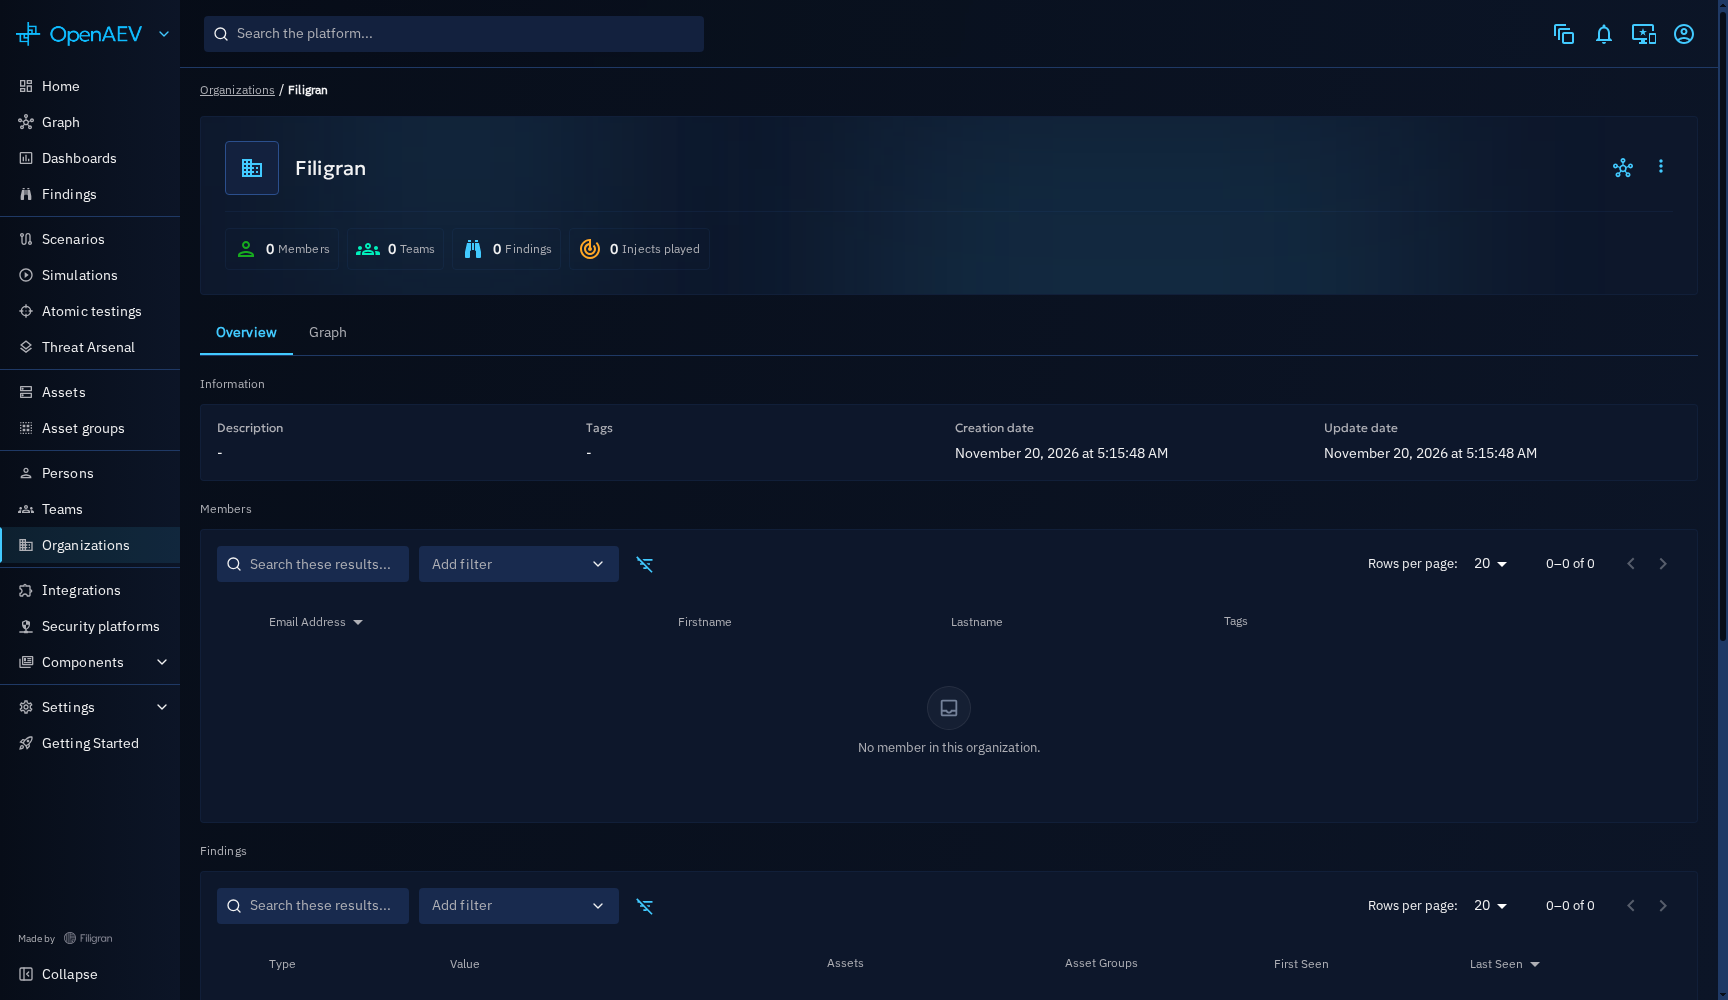 OpenAEV
Search the platform...
Home
Graph
Dashboards
Findings
Scenarios
Simulations
Atomic testings
Threat Arsenal
Assets
Asset groups
Persons
Teams
Organizations
Integrations
Security platforms
Components
Settings
Getting Started
Made by Filigran
Collapse
Organizations / Filigran
Filigran
0 Members 0 Teams 0 Findings 0 Injects played
Overview Graph
Information
Description Tags Creation date Update date
- - November 20, 2026 at 5:15:48 AM November 20, 2026 at 5:15:48 AM
Members
Search these results... Add filter Rows per page: 20 0–0 of 0
Email Address Firstname Lastname Tags
No member in this organization.
Findings
Search these results... Add filter Rows per page: 20 0–0 of 0
Type Value Assets Asset Groups First Seen Last Seen